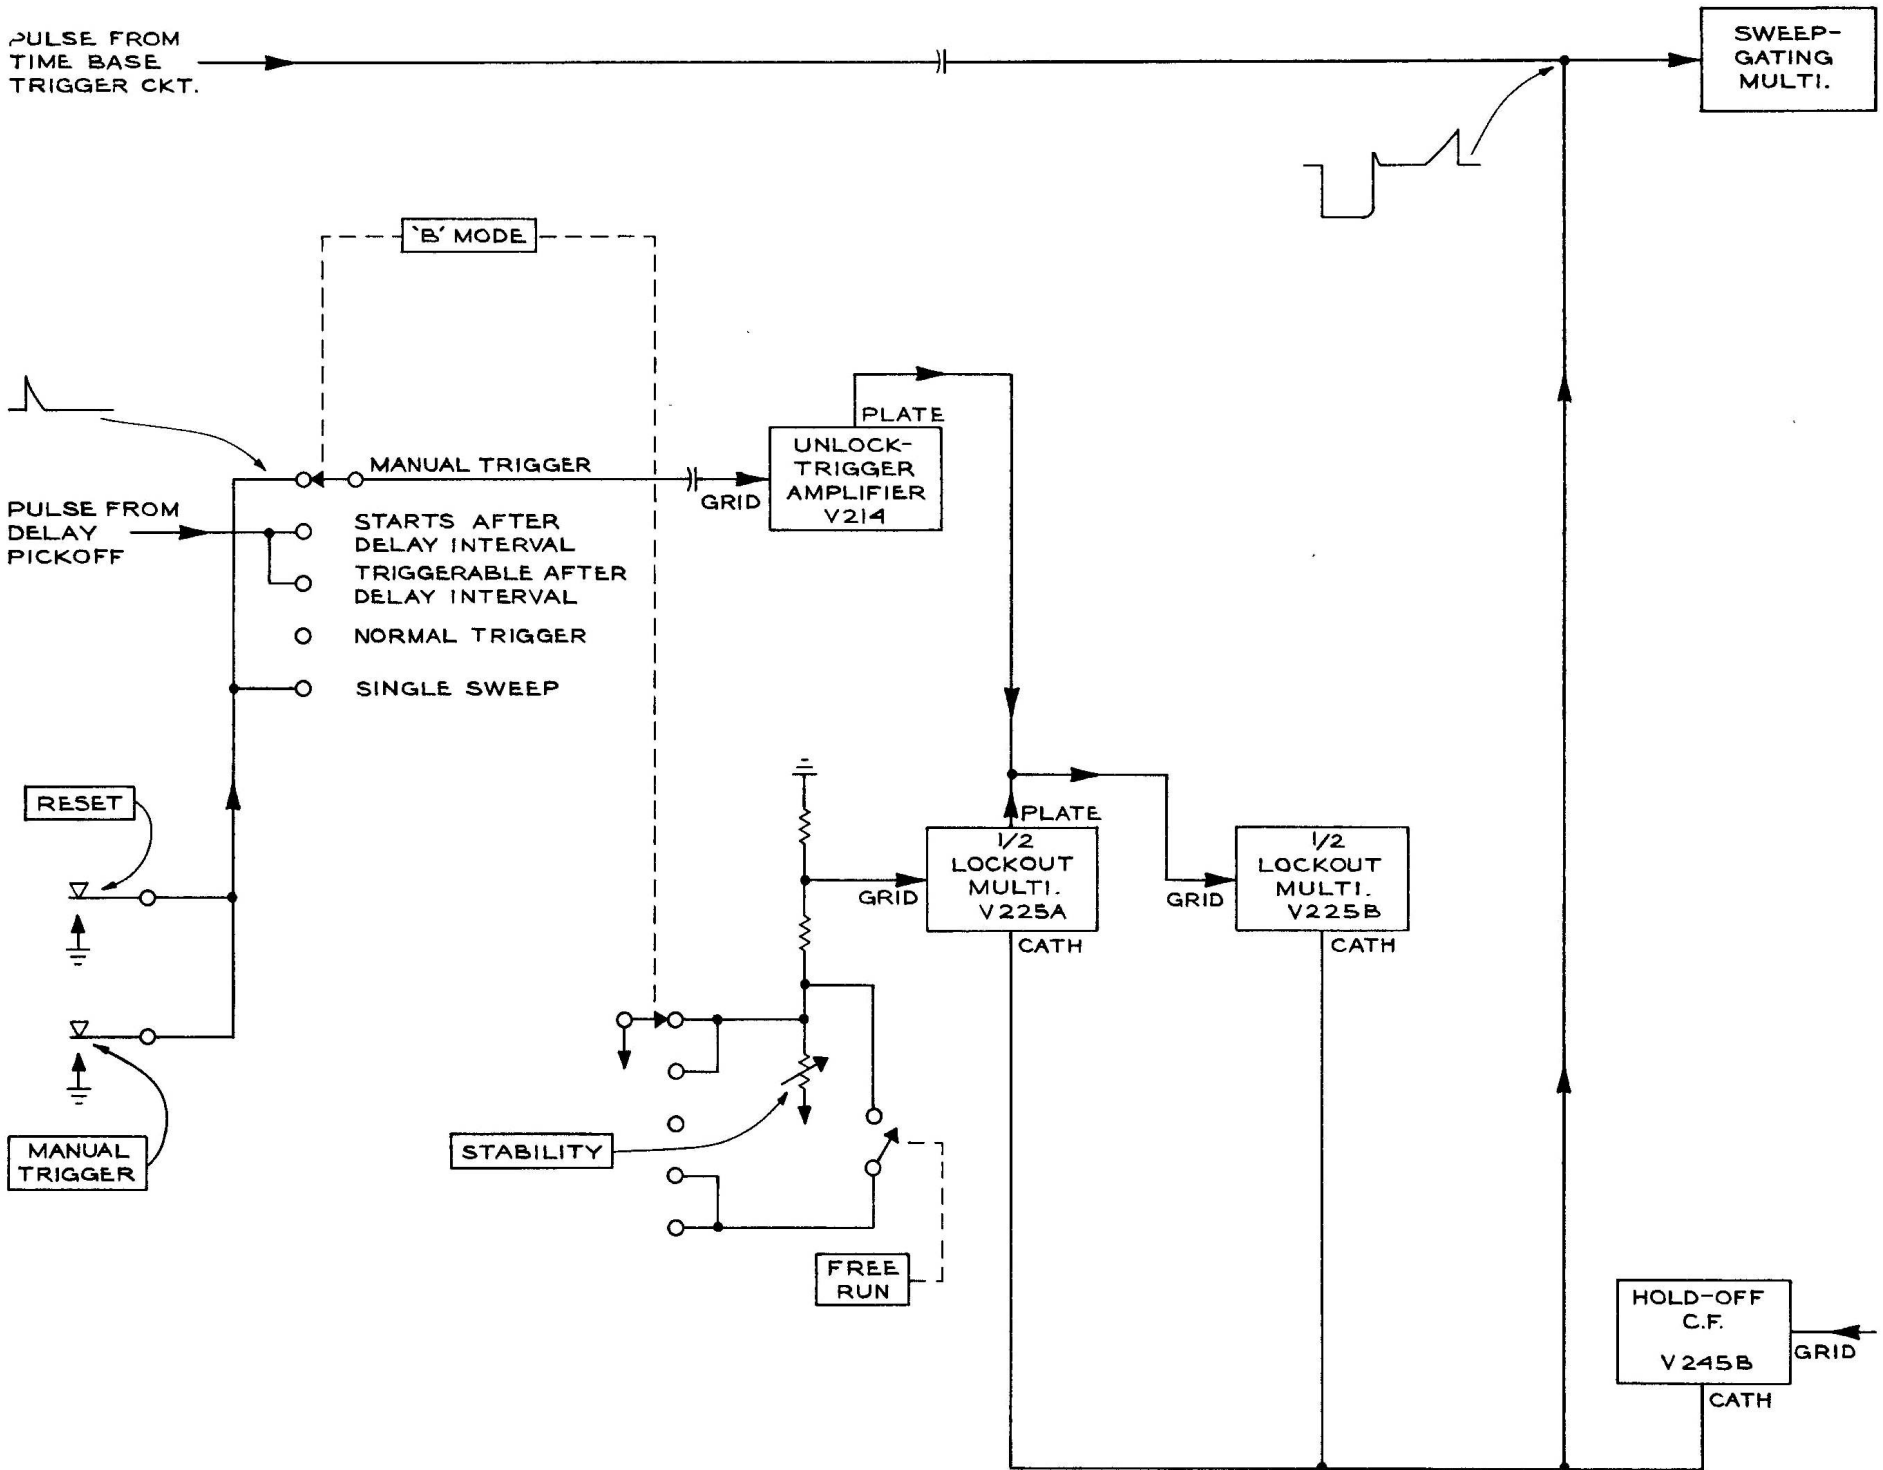 PULSE FROM
TIME BASE
TRIGGER CKT.
SWEEP-
GATING
MULTI.
'B' MODE
PLATE
UNLOCK-
TRIGGER
AMPLIFIER
V214
MANUAL TRIGGER
GRID
PULSE FROM
DELAY
PICKOFF
STARTS AFTER
DELAY INTERVAL
TRIGGERABLE AFTER
DELAY INTERVAL
NORMAL TRIGGER
SINGLE SWEEP
RESET
PLATE
1/2
LOCKOUT
MULTI.
V225A
GRID
CATH
1/2
LOCKOUT
MULTI.
V225B
GRID
CATH
MANUAL
TRIGGER
STABILITY
FREE
RUN
HOLD-OFF
C.F.
V245B
GRID
CATH